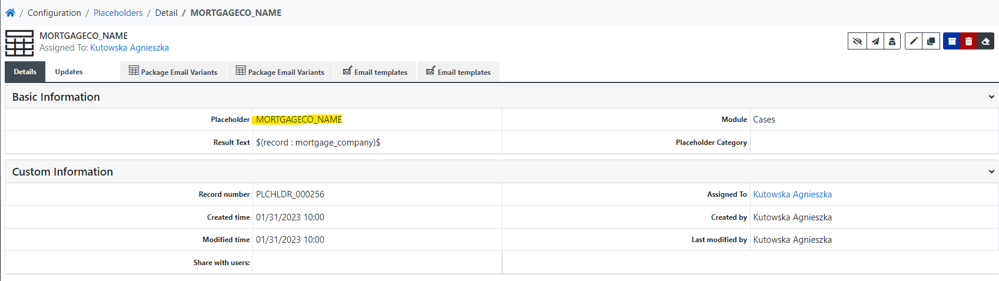 / Configuration / Placeholders / Detail / MORTGAGECO_NAME
MORTGAGECO_NAME
Assigned To: Kutowska Agnieszka
Details Updates Package Email Variants Package Email Variants Email templates Email templates
Basic Information
Placeholder MORTGAGECO_NAME Module Cases
Result Text $(record : mortgage_company)$ Placeholder Category
Custom Information
Record number PLCHLDR_000256 Assigned To Kutowska Agnieszka
Created time 01/31/2023 10:00 Created by Kutowska Agnieszka
Modified time 01/31/2023 10:00 Last modified by Kutowska Agnieszka
Share with users: